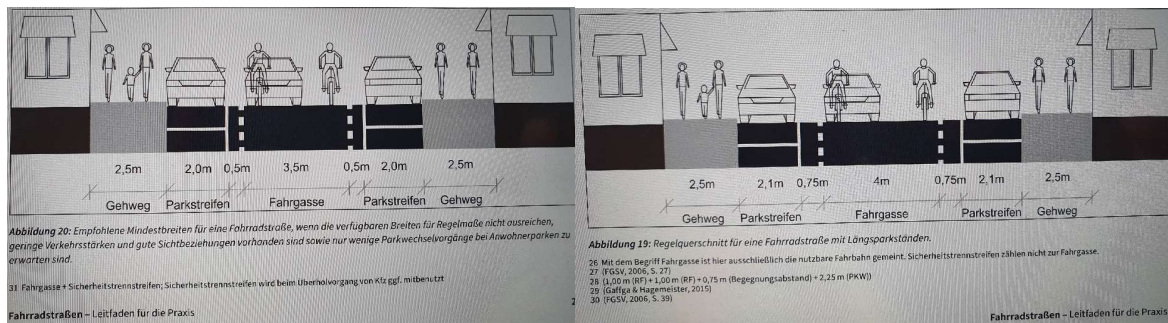 2,5m 2,0m 0,5m 3,5m 0,5m 2,0m 2,5m
Gehweg Parkstreifen Fahrgasse Parkstreifen Gehweg
Abbildung 20: Empfohlene Mindestbreiten für eine Fahrradstraße, wenn die verfügbaren Breiten für Regelmaße nicht ausreichen,
geringe Verkehrsstärken und gute Sichtbeziehungen vorhanden sind sowie nur wenige Parkwechselvorgänge bei Anwohnerparken zu
erwarten sind.
31 Fahrgasse + Sicherheitstrennstreifen; Sicherheitstrennstreifen wird beim Überholvorgang von Kfz ggf. mitbenutzt
Fahrradstraßen – Leitfaden für die Praxis
2,5m 2,1m 0,75m 4m 0,75m 2,1m 2,5m
Gehweg Parkstreifen Fahrgasse Parkstreifen Gehweg
Abbildung 19: Regelquerschnitt für eine Fahrradstraße mit Längsparkständen.
26 Mit dem Begriff Fahrgasse ist hier ausschließlich die nutzbare Fahrbahn gemeint. Sicherheitstrennstreifen zählen nicht zur Fahrgasse.
27 (FGSV, 2006, S. 27)
28 (1,00 m (RF) + 1,00 m (RF) + 0,75 m (Begegnungsabstand) + 2,25 m (PKW))
29 (Gaffga & Hagemeister, 2015)
30 (FGSV, 2006, S. 39)
Fahrradstraßen – Leitfaden für die Praxis